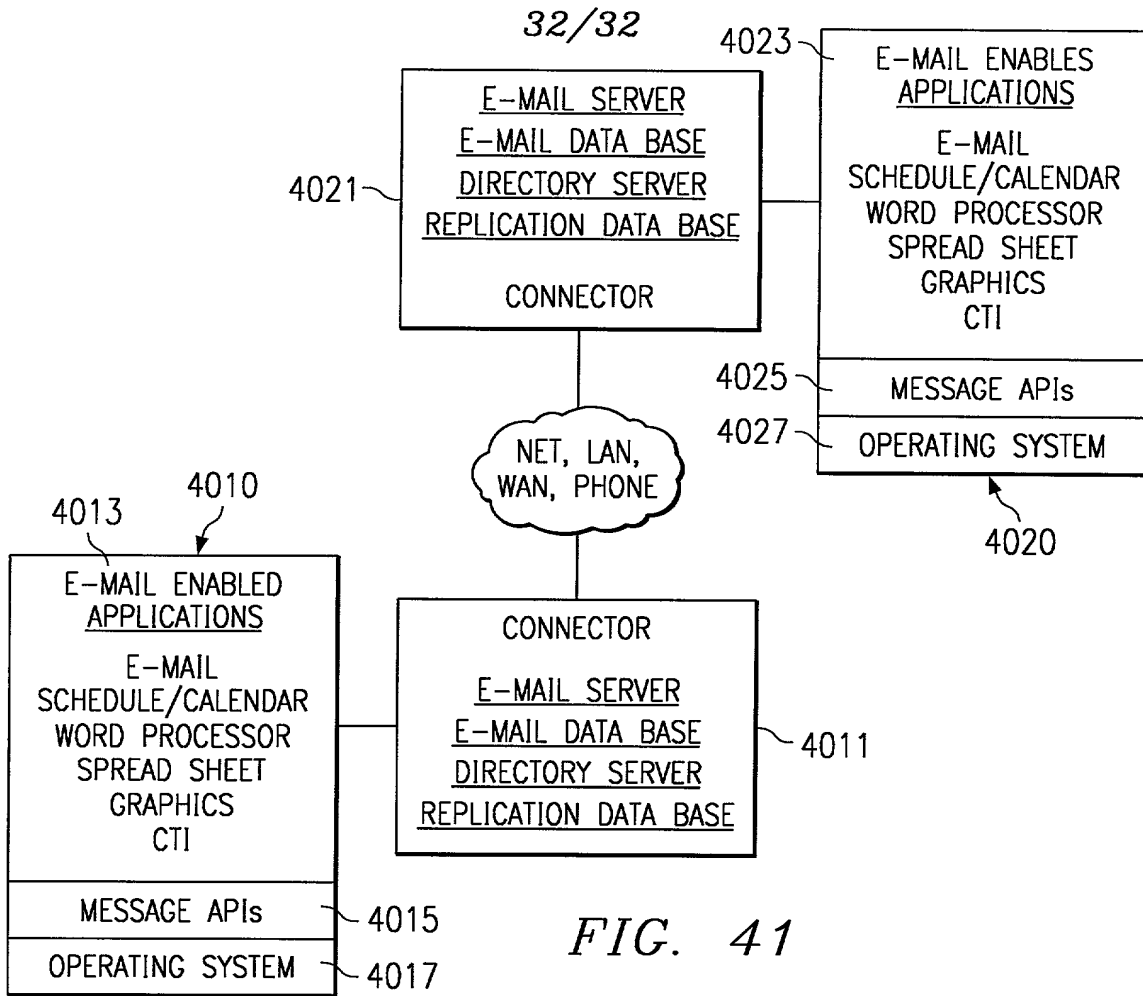 32/32
E-MAIL SERVER
E-MAIL DATA BASE
DIRECTORY SERVER
REPLICATION DATA BASE
CONNECTOR
4021
4023
E-MAIL ENABLES
APPLICATIONS
E-MAIL
SCHEDULE/CALENDAR
WORD PROCESSOR
SPREAD SHEET
GRAPHICS
CTI
4025
MESSAGE APIs
4027
OPERATING SYSTEM
4020
NET, LAN,
WAN, PHONE
4010
4013
E-MAIL ENABLED
APPLICATIONS
E-MAIL
SCHEDULE/CALENDAR
WORD PROCESSOR
SPREAD SHEET
GRAPHICS
CTI
MESSAGE APIs
4015
OPERATING SYSTEM
4017
CONNECTOR
E-MAIL SERVER
E-MAIL DATA BASE
DIRECTORY SERVER
REPLICATION DATA BASE
4011
FIG. 41